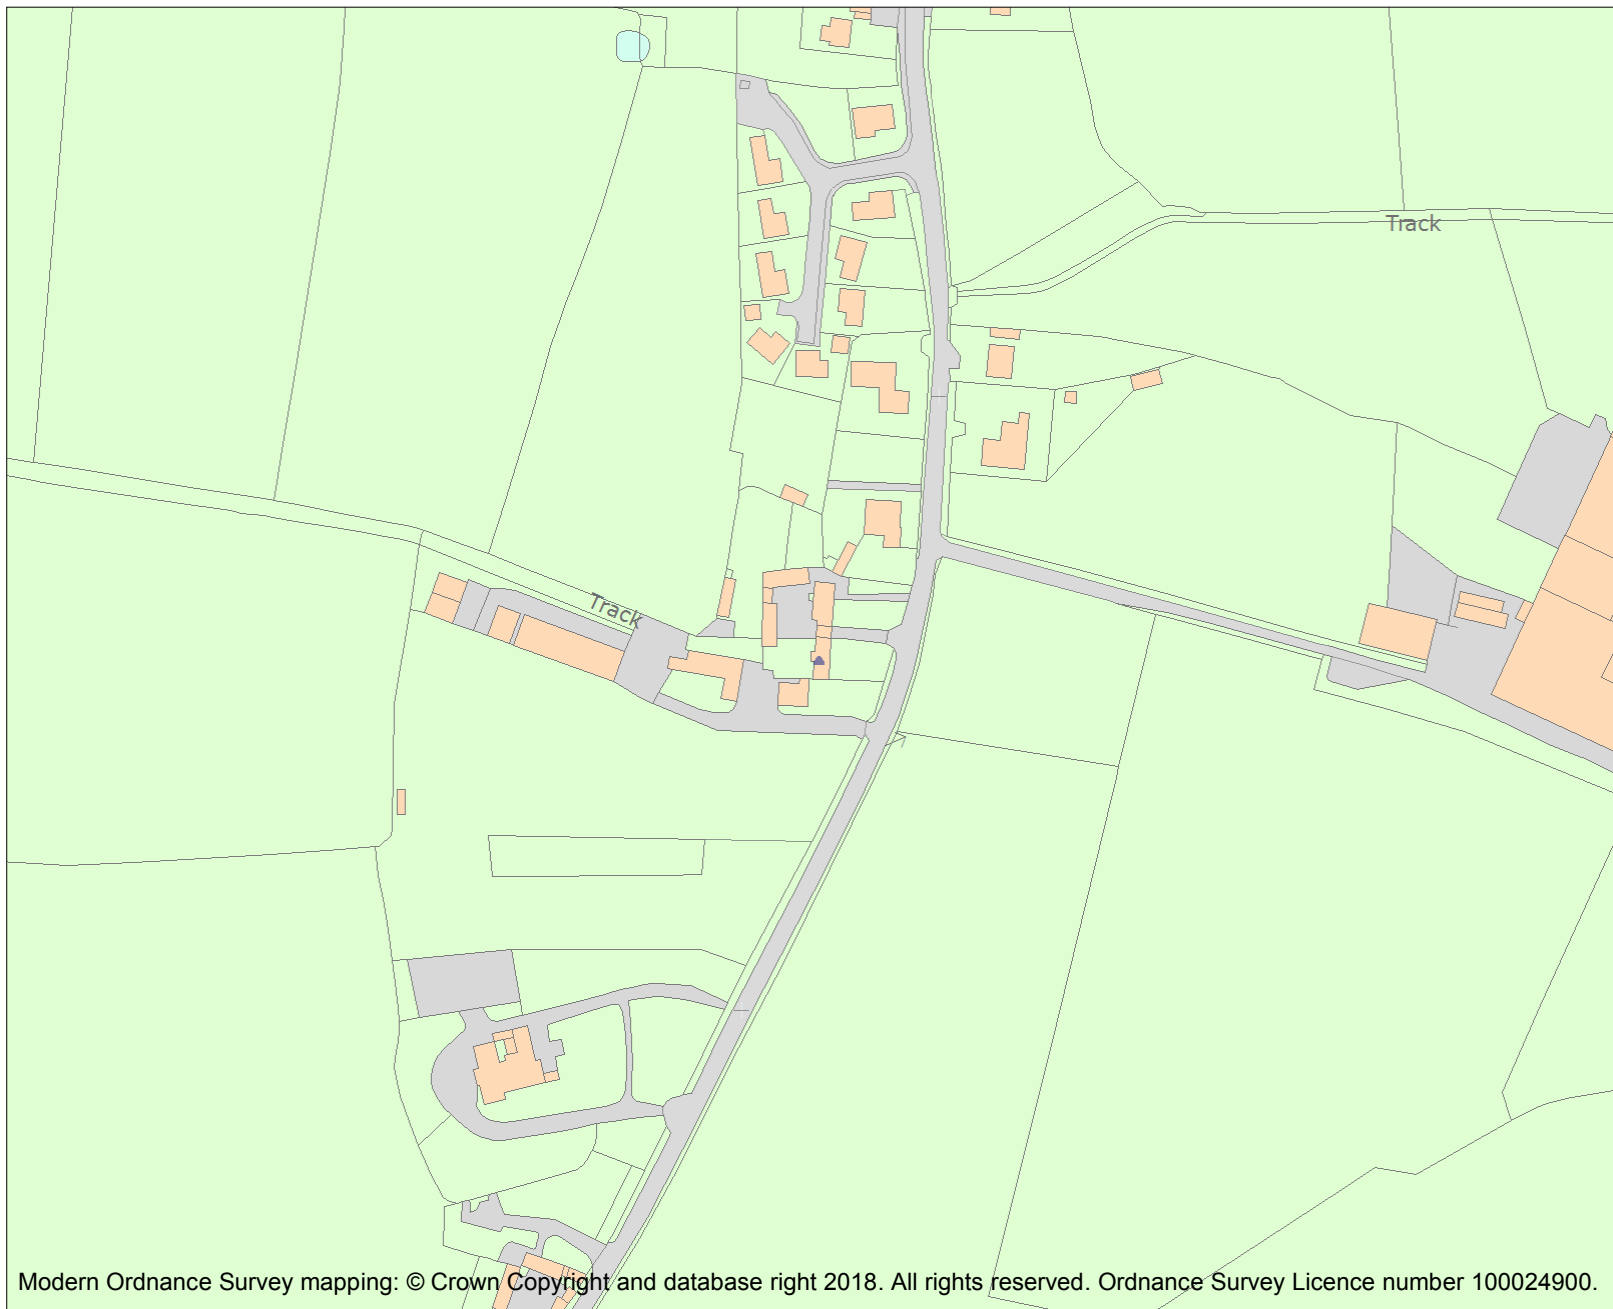 Track
Track
Modern Ordnance Survey mapping: © Crown Copyright and database right 2018. All rights reserved. Ordnance Survey Licence number 100024900.